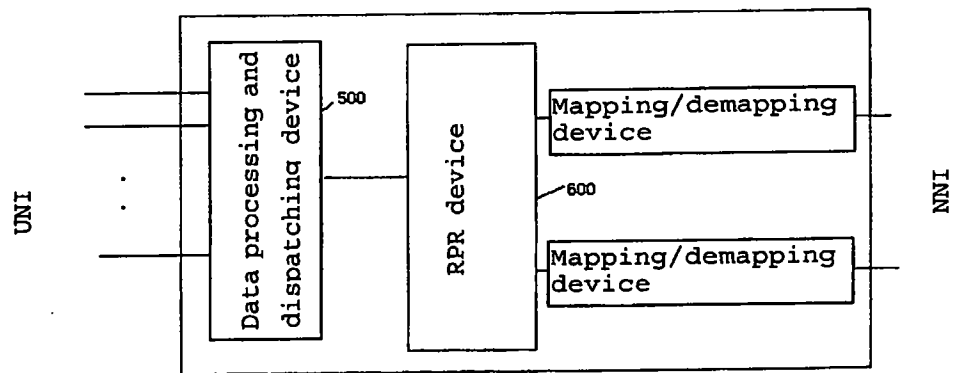 UNI
Data processing and
dispatching device
500
RPR device
600
Mapping/demapping
device
Mapping/demapping
device
NNI